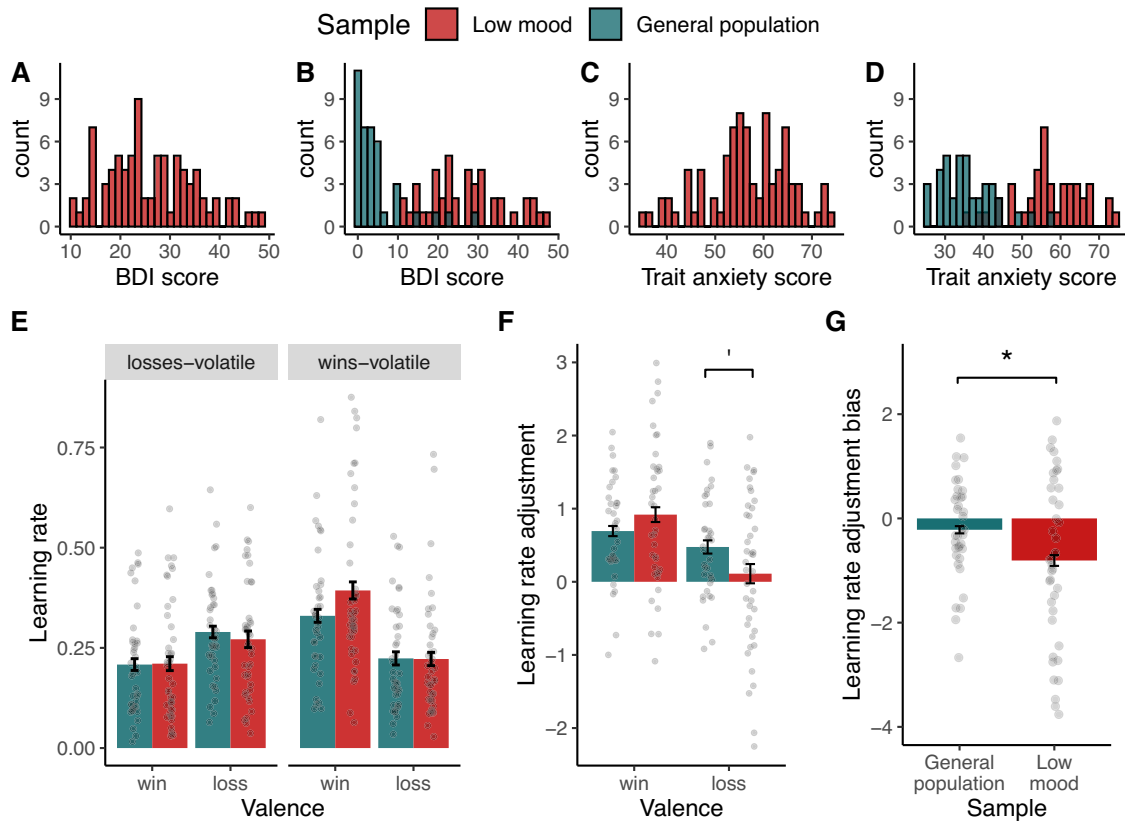 Sample Low mood General population
A B C D
9
6
3
0
count
10 20 30 40 50
BDI score
9
6
3
0
count
0 10 20 30 40 50
BDI score
9
6
3
0
count
40 50 60 70
Trait anxiety score
9
6
3
0
count
30 40 50 60 70
Trait anxiety score
E
losses−volatile wins−volatile
0.75
0.50
0.25
0.00
Learning rate
win loss win loss
Valence
F
'
3
2
1
0
−1
−2
Learning rate adjustment
win loss
Valence
G
*
2
0
−2
−4
Learning rate adjustment bias
General Low
population mood
Sample